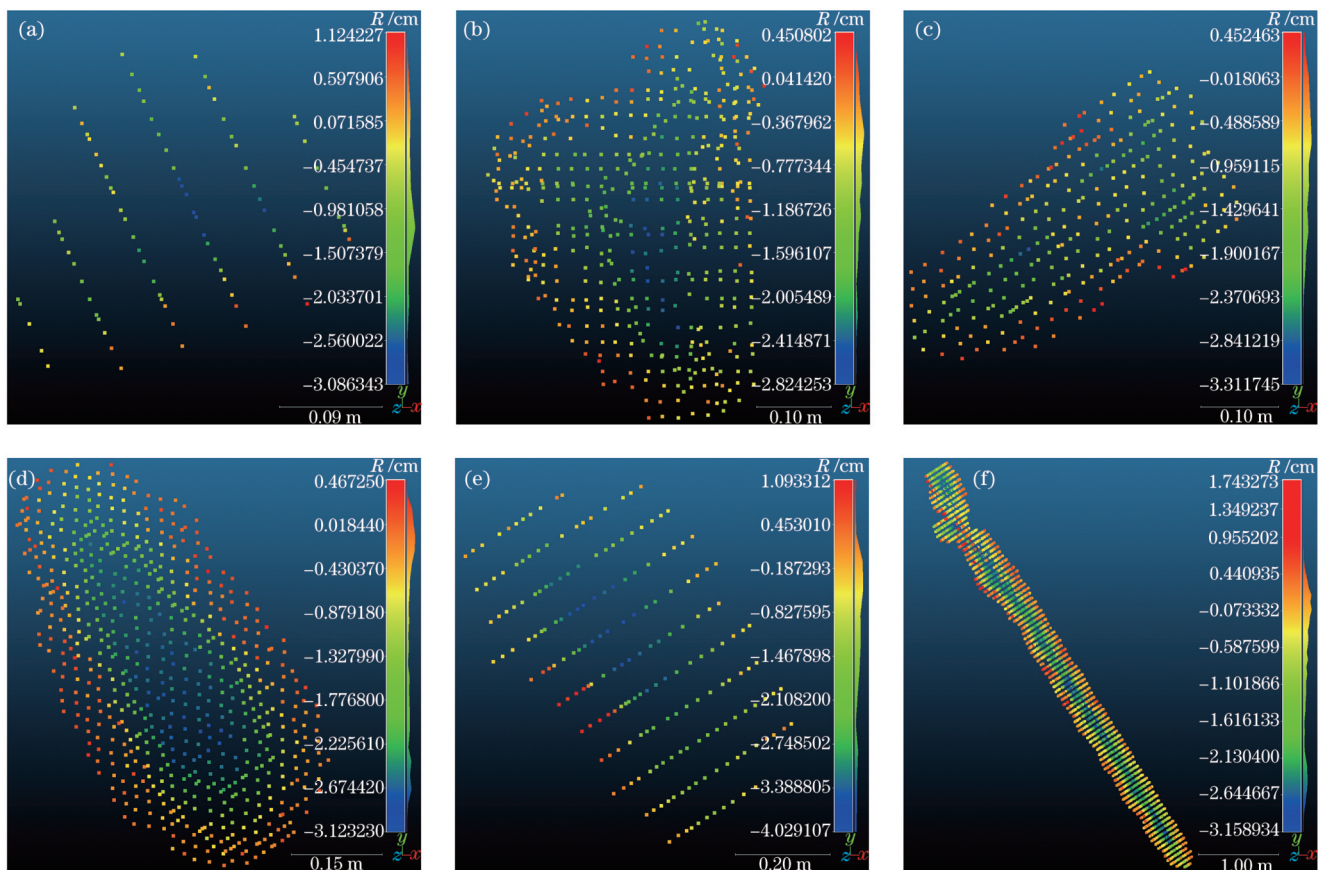 (a)
R /cm
1.124227
0.597906
0.071585
−0.454737
−0.981058
−1.507379
−2.033701
−2.560022
−3.086343
y
z x
0.09 m
(b)
R /cm
0.450802
0.041420
−0.367962
−0.777344
−1.186726
−1.596107
−2.005489
−2.414871
−2.824253
y
z x
0.10 m
(c)
R /cm
0.452463
−0.018063
−0.488589
−0.959115
−1.429641
−1.900167
−2.370693
−2.841219
−3.311745
y
z x
0.10 m
(d)
R /cm
0.467250
0.018440
−0.430370
−0.879180
−1.327990
−1.776800
−2.225610
−2.674420
−3.123230
y
z x
0.15 m
(e)
R /cm
1.093312
0.453010
−0.187293
−0.827595
−1.467898
−2.108200
−2.748502
−3.388805
−4.029107
y
z x
0.20 m
(f)
R /cm
1.743273
1.349237
0.955202
0.440935
−0.073332
−0.587599
−1.101866
−1.616133
−2.130400
−2.644667
−3.158934
y
z x
1.00 m